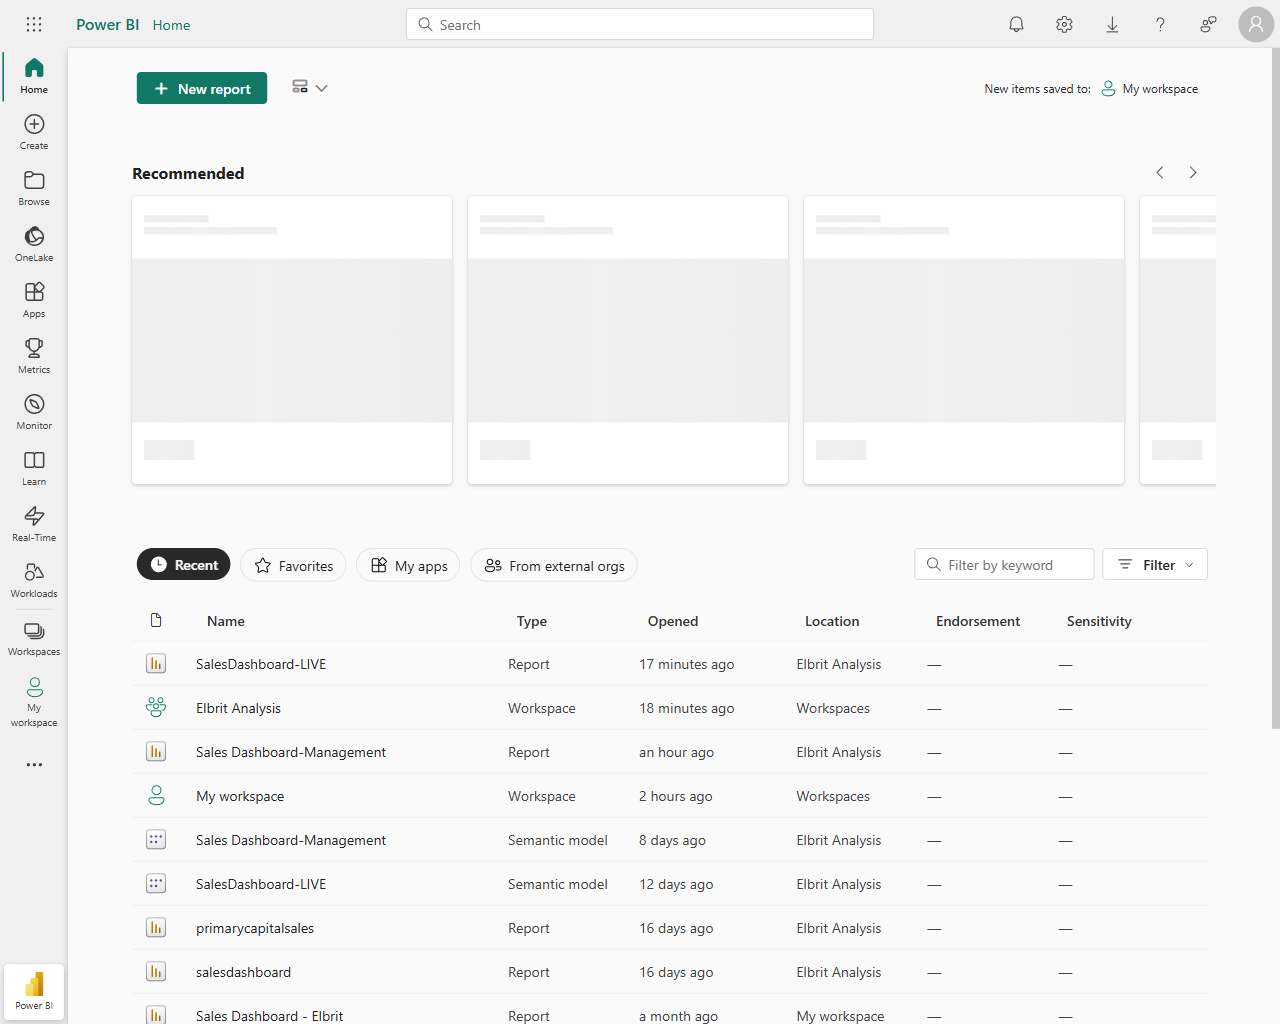 Power BI Home
Search
Home
Create
Browse
OneLake
Apps
Metrics
Monitor
Learn
Real-Time
Workloads
Workspaces
My
workspace
Power BI
New report
New items saved to: My workspace
Recommended
Recent Favorites My apps From external orgs
Filter by keyword Filter
Name Type Opened Location Endorsement Sensitivity
SalesDashboard-LIVE Report 17 minutes ago Elbrit Analysis — —
Elbrit Analysis Workspace 18 minutes ago Workspaces — —
Sales Dashboard-Management Report an hour ago Elbrit Analysis — —
My workspace Workspace 2 hours ago Workspaces — —
Sales Dashboard-Management Semantic model 8 days ago Elbrit Analysis — —
SalesDashboard-LIVE Semantic model 12 days ago Elbrit Analysis — —
primarycapitalsales Report 16 days ago Elbrit Analysis — —
salesdashboard Report 16 days ago Elbrit Analysis — —
Sales Dashboard - Elbrit Report a month ago My workspace — —